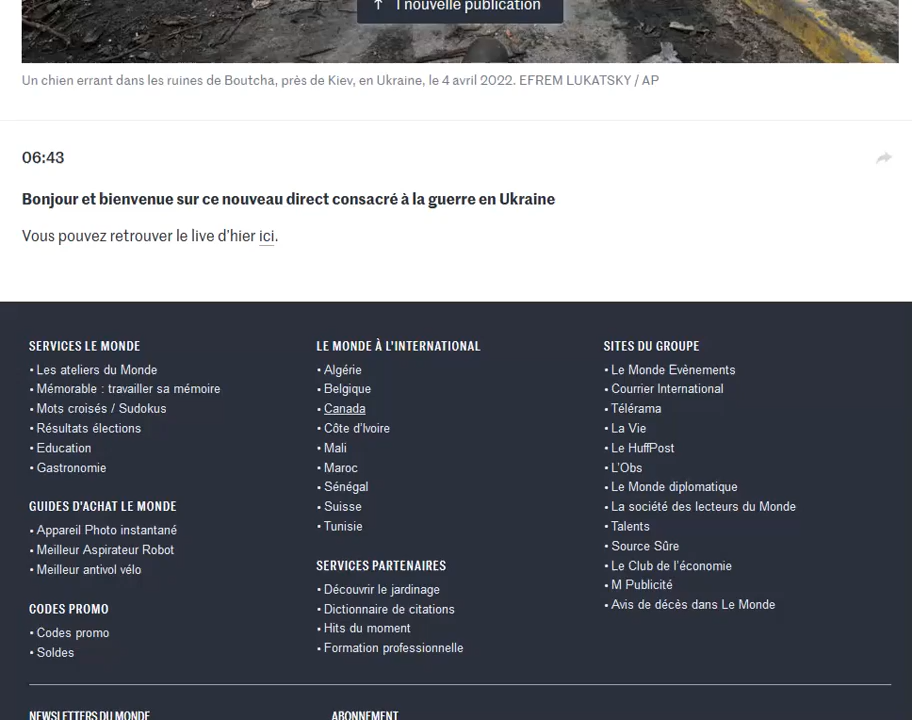 ↑ 1 nouvelle publication
Un chien errant dans les ruines de Boutcha, près de Kiev, en Ukraine, le 4 avril 2022. EFREM LUKATSKY / AP
06:43
Bonjour et bienvenue sur ce nouveau direct consacré à la guerre en Ukraine
Vous pouvez retrouver le live d'hier ici.
SERVICES LE MONDE
• Les ateliers du Monde
• Mémorable : travailler sa mémoire
• Mots croisés / Sudokus
• Résultats élections
• Education
• Gastronomie
GUIDES D'ACHAT LE MONDE
• Appareil Photo instantané
• Meilleur Aspirateur Robot
• Meilleur antivol vélo
CODES PROMO
• Codes promo
• Soldes
LE MONDE À L'INTERNATIONAL
• Algérie
• Belgique
• Canada
• Côte d'Ivoire
• Mali
• Maroc
• Sénégal
• Suisse
• Tunisie
SERVICES PARTENAIRES
• Découvrir le jardinage
• Dictionnaire de citations
• Hits du moment
• Formation professionnelle
SITES DU GROUPE
• Le Monde Evènements
• Courrier International
• Télérama
• La Vie
• Le HuffPost
• L'Obs
• Le Monde diplomatique
• La société des lecteurs du Monde
• Talents
• Source Sûre
• Le Club de l'économie
• M Publicité
• Avis de décès dans Le Monde
NEWSLETTERS DU MONDE
ABONNEMENT